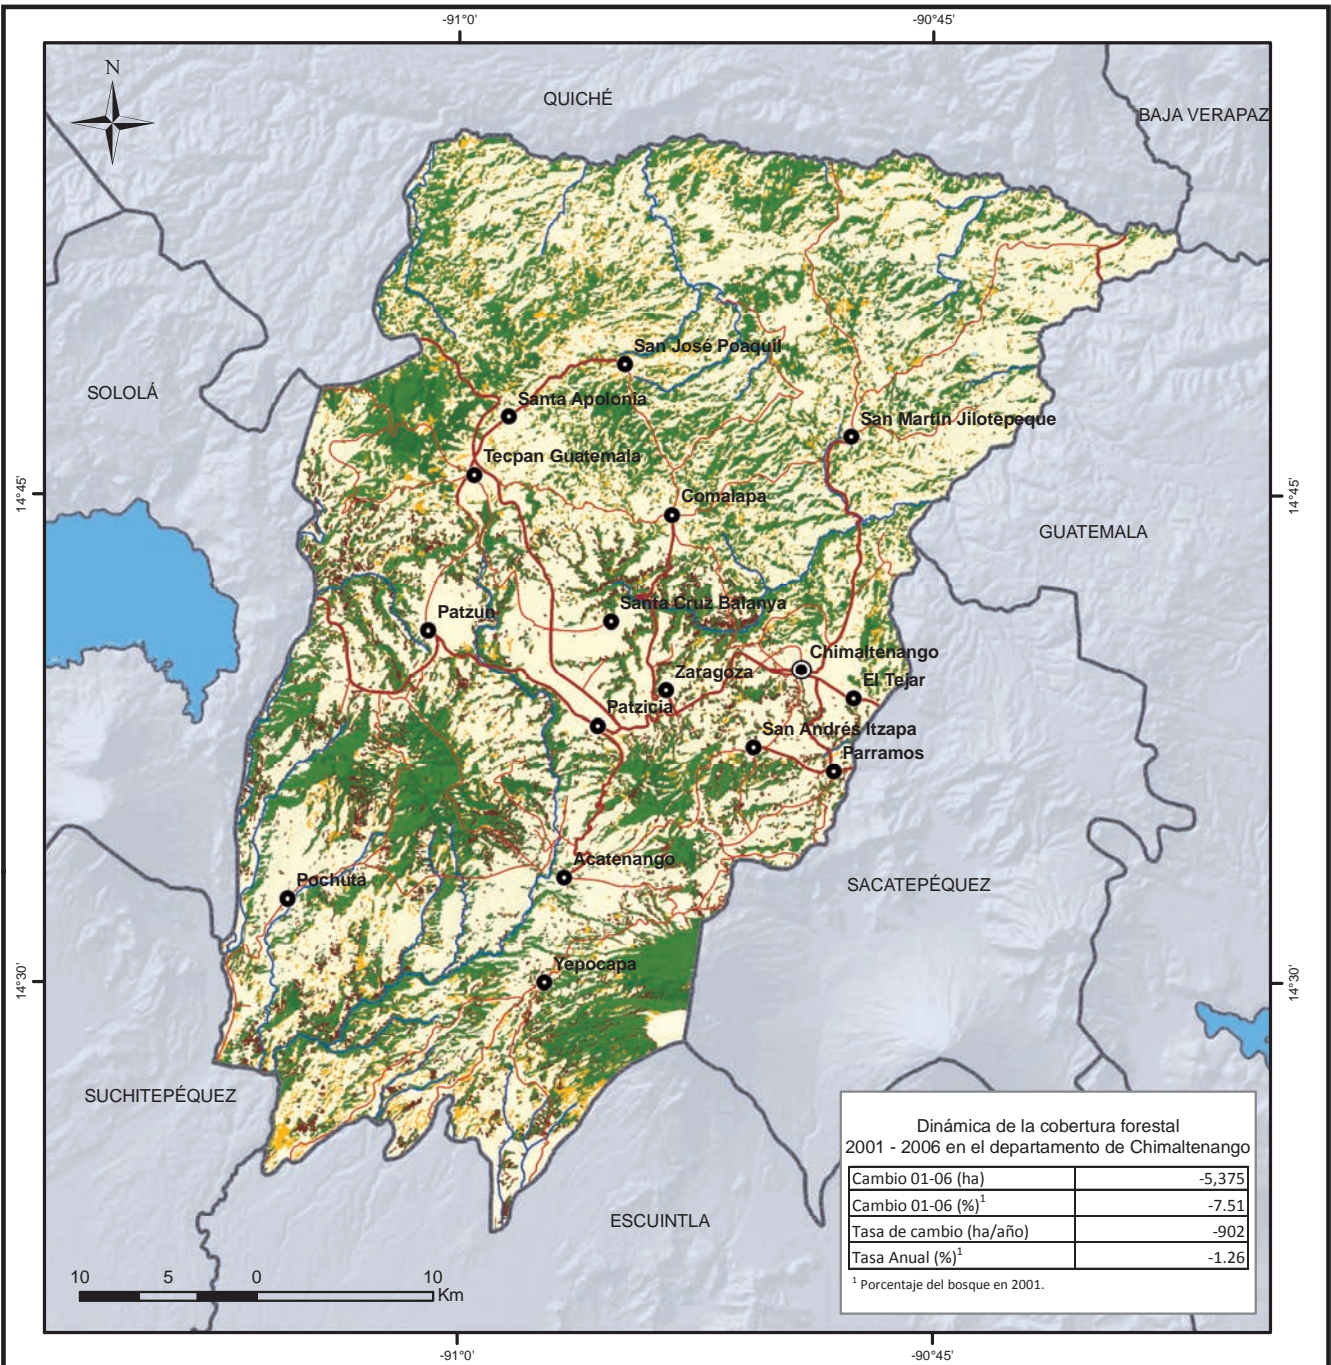 -91°0'
-90°45'
N
QUICHÉ
BAJA VERAPAZ
San José Poaquil
SOLOLÁ
Santa Apolonia
San Martin Jilotepeque
Tecpan Guatemala
14°45'
14°45'
Comalapa
GUATEMALA
Santa Cruz Balanya
Patzun
Chimaltenango
Zaragoza
El Tejar
Patzicia
San Andrés Itzapa
Parramos
Acatenango
Pochuta
SACATEPÉQUEZ
Yepocapa
14°30'
14°30'
SUCHITEPÉQUEZ
ESCUINTLA
Dinámica de la cobertura forestal
2001 - 2006 en el departamento de Chimaltenango
Cambio 01-06 (ha) -5,375
Cambio 01-06 (%)¹ -7.51
Tasa de cambio (ha/año) -902
Tasa Anual (%)¹ -1.26
¹ Porcentaje del bosque en 2001.
10 5 0 10
Km
-91°0'
-90°45'